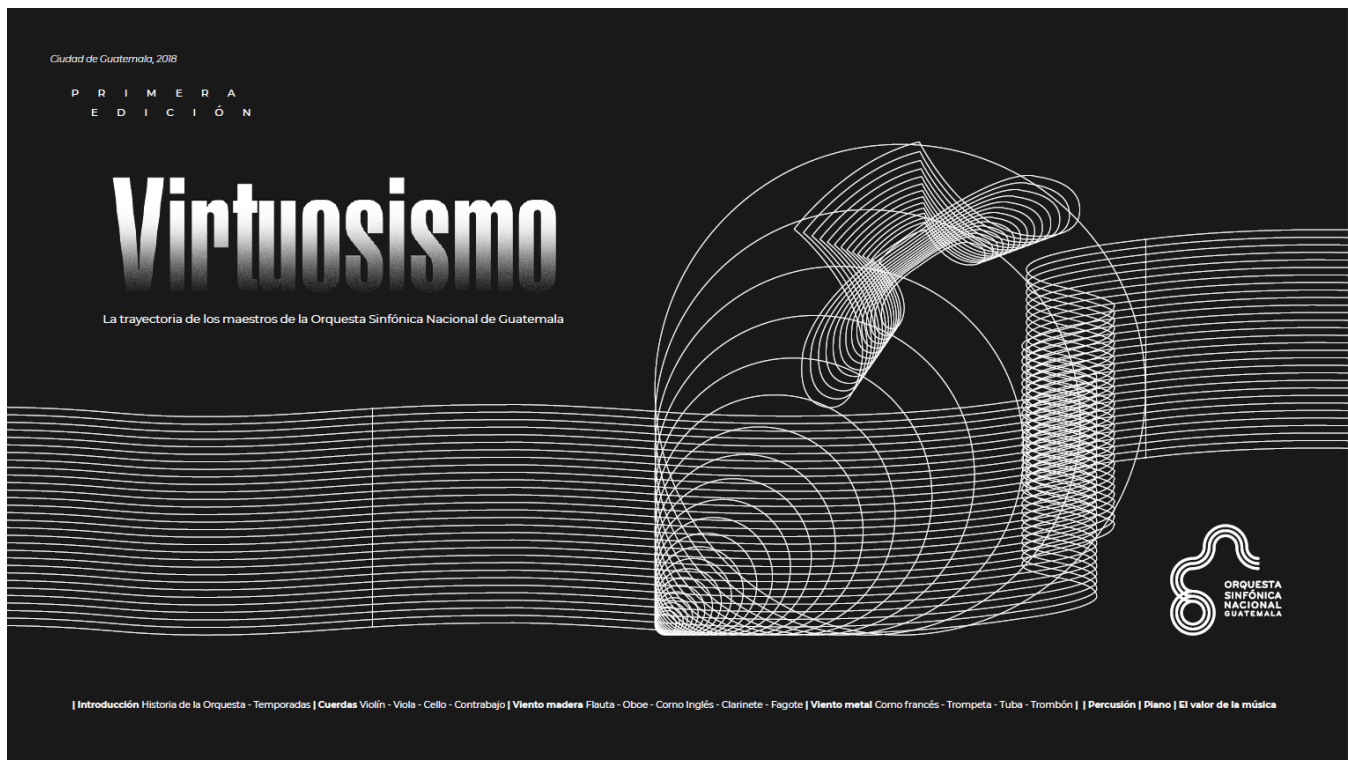 Ciudad de Guatemala, 2018
PRIMERA
EDICIÓN
Virtuosismo
La trayectoria de los maestros de la Orquesta Sinfónica Nacional de Guatemala
ORQUESTA
SINFÓNICA
NACIONAL
GUATEMALA
| Introducción Historia de la Orquesta - Temporadas | Cuerdas Violín - Viola - Cello - Contrabajo | Viento madera Flauta - Oboe - Corno Inglés - Clarinete - Fagote | Viento metal Corno francés - Trompeta - Tuba - Trombón | | Percusión | Piano | El valor de la música